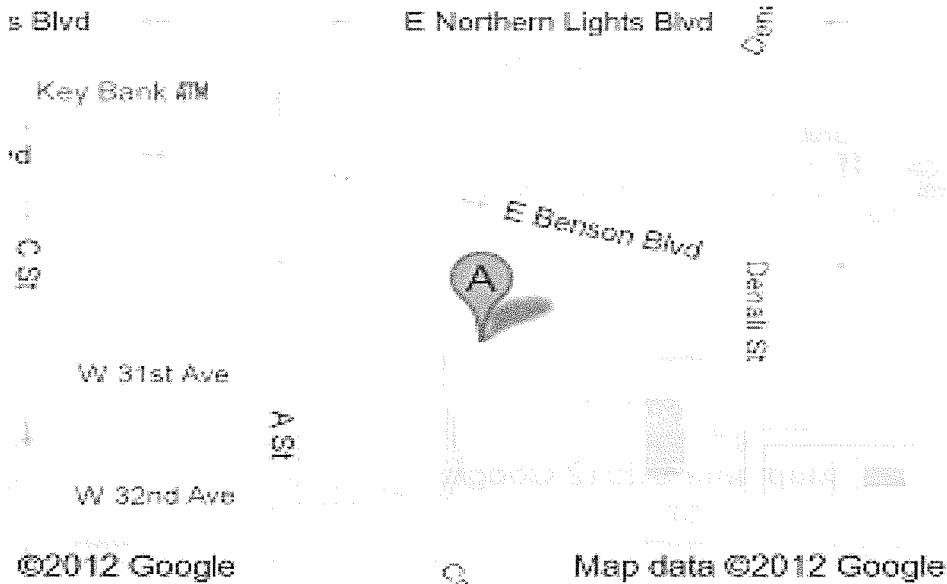 s Blvd
E Northern Lights Blvd
Key Bank ATM
E Benson Blvd
C St
A
Denali St
W 31st Ave
A St
W 32nd Ave
©2012 Google
Map data ©2012 Google